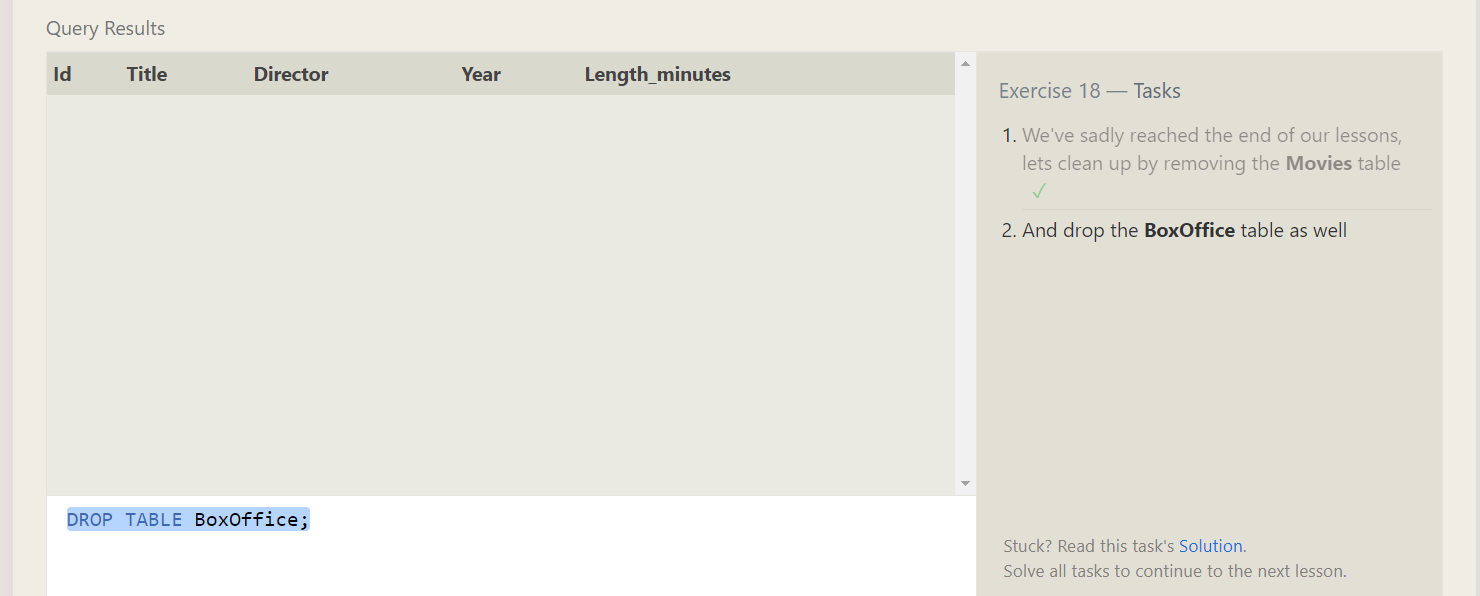 Query Results
Id Title Director Year Length_minutes
Exercise 18 — Tasks
1. We've sadly reached the end of our lessons,
lets clean up by removing the Movies table
✓
2. And drop the BoxOffice table as well
DROP TABLE BoxOffice;
Stuck? Read this task's Solution.
Solve all tasks to continue to the next lesson.